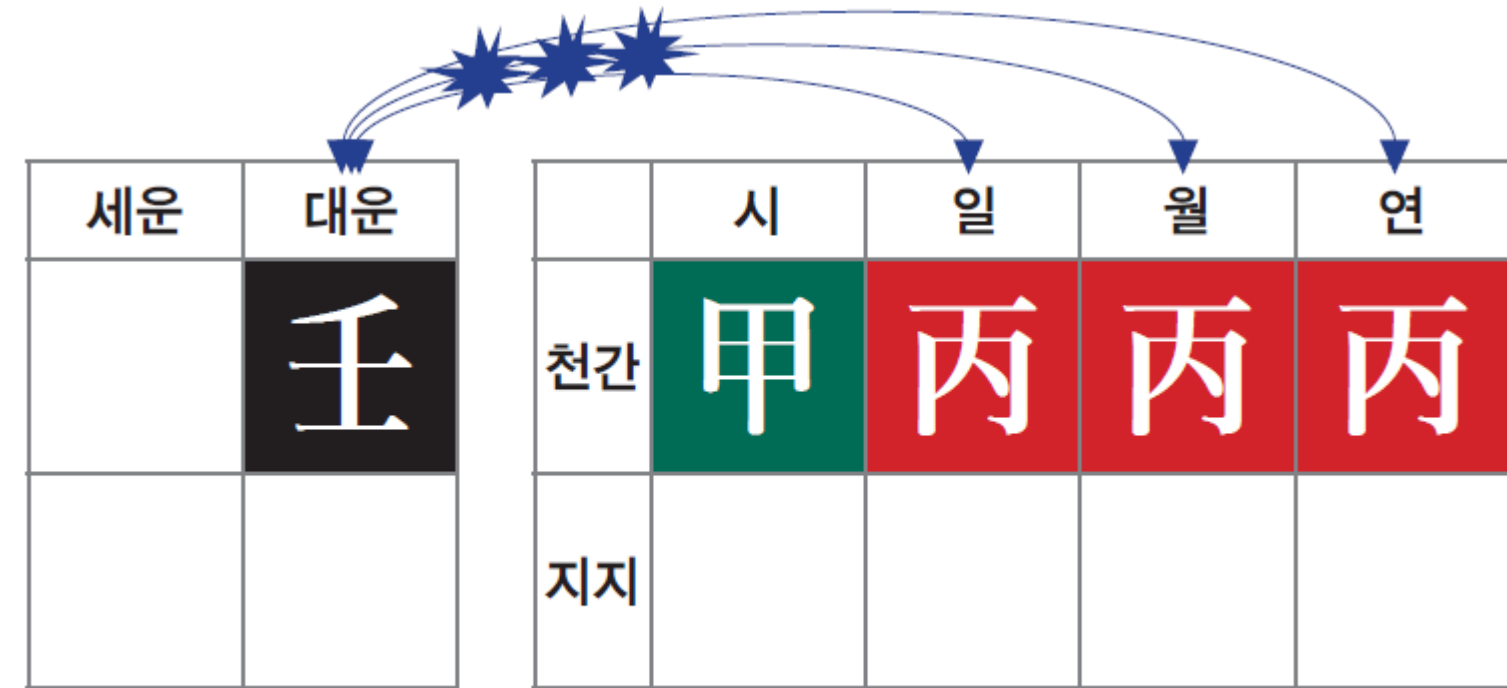 세운 대운 시 일 월 연
壬 천간 甲 丙 丙 丙
지지